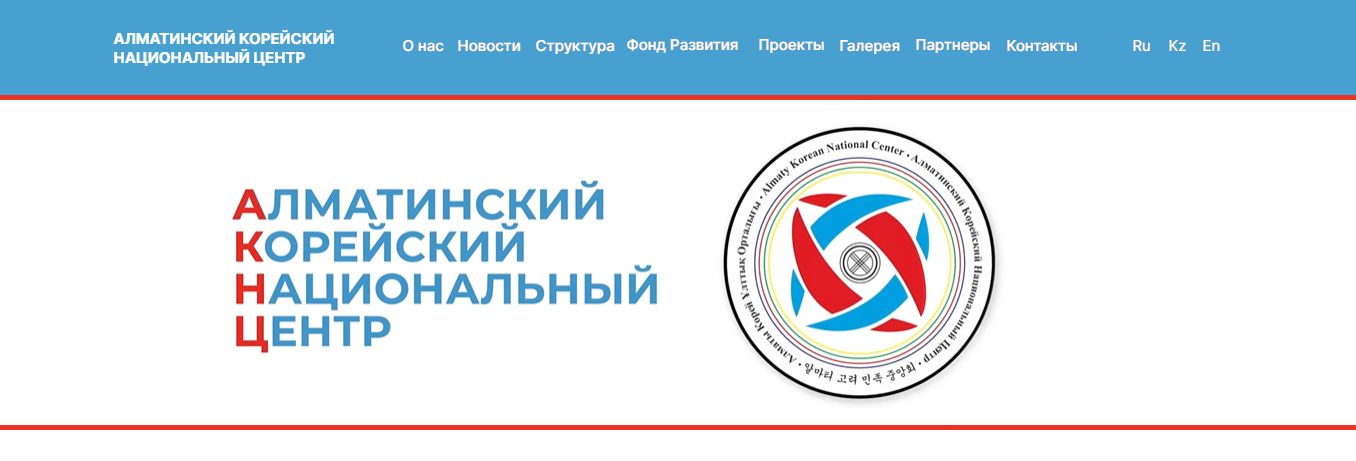 АЛМАТИНСКИЙ КОРЕЙСКИЙ
НАЦИОНАЛЬНЫЙ ЦЕНТР
О нас Новости Структура Фонд Развития Проекты Галерея Партнеры Контакты
Ru Kz En
АЛМАТИНСКИЙ
КОРЕЙСКИЙ
НАЦИОНАЛЬНЫЙ
ЦЕНТР
Almaty Korean National Center • Алматинский Корейский Национальный Центр • 알마티 고려 민족 중앙회 • Алматы Корей Ұлттық Орталығы •